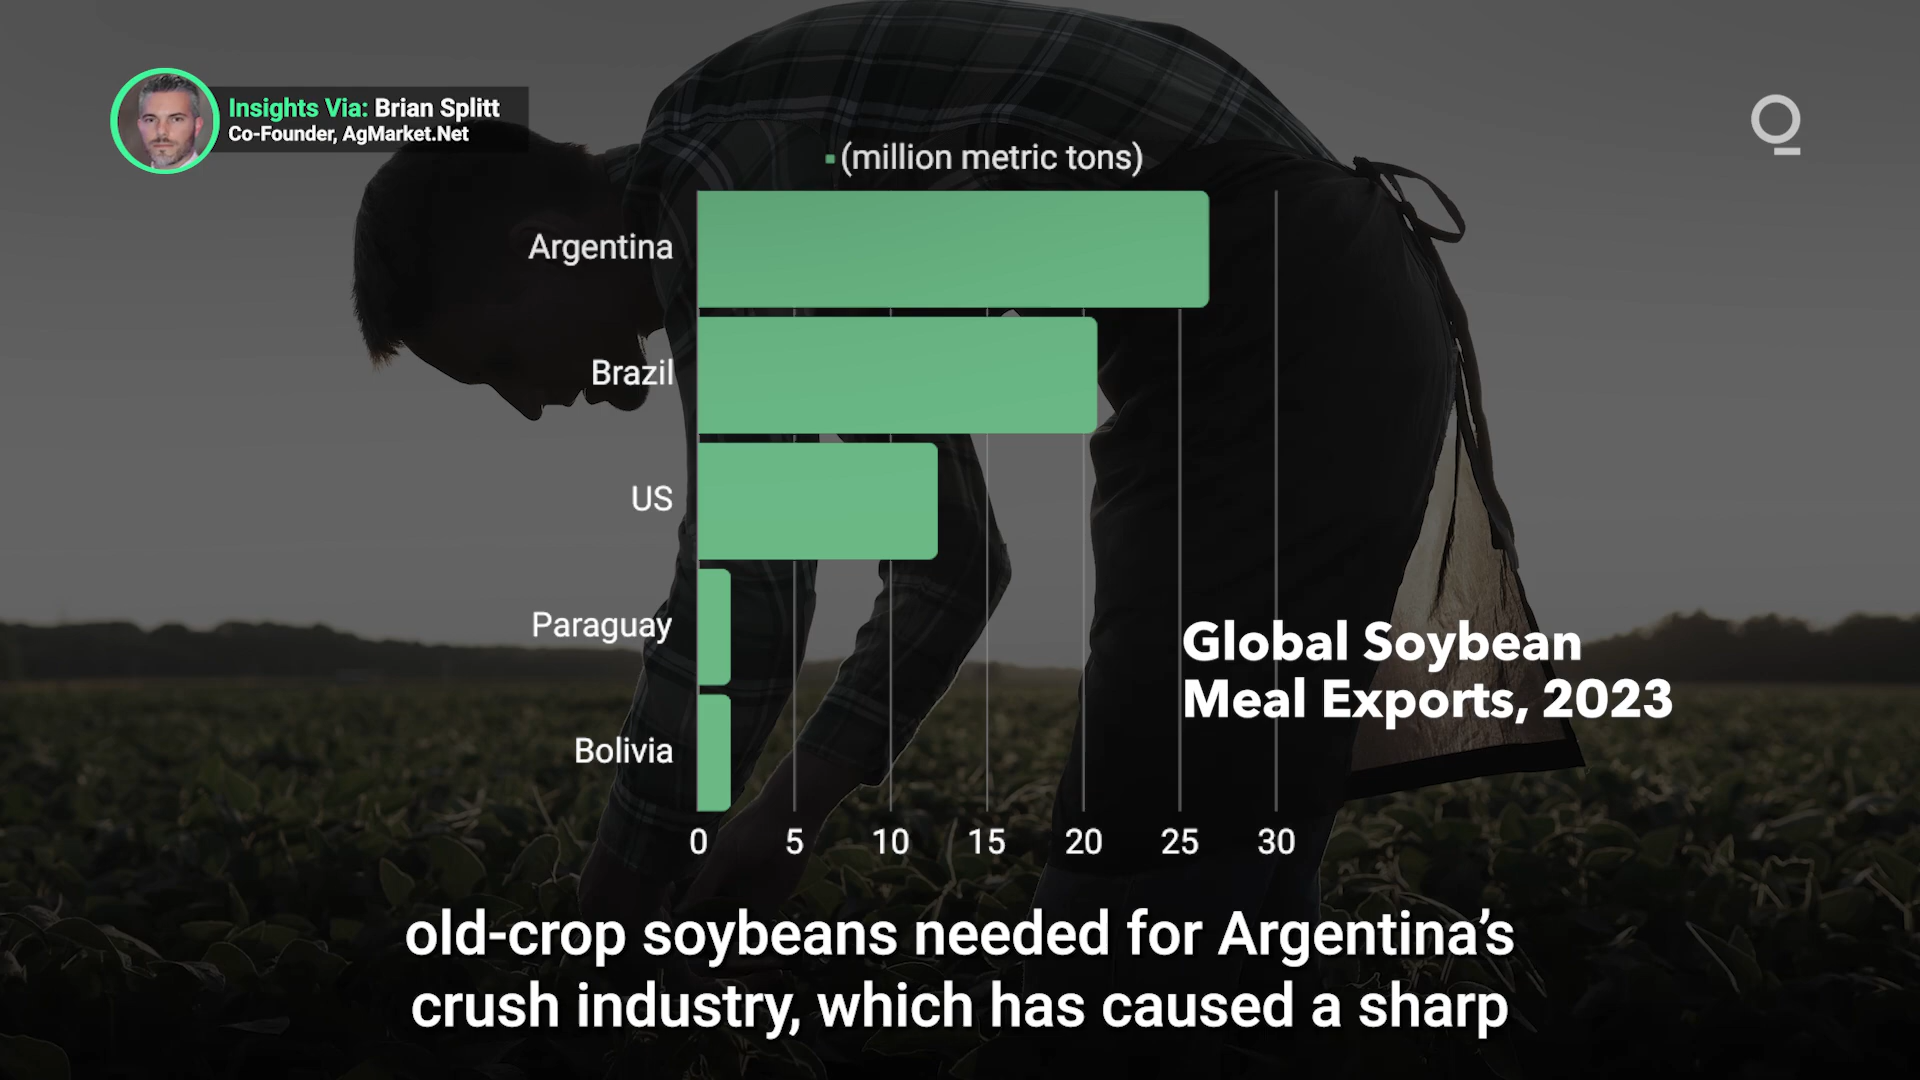 Insights Via: Brian Splitt
Co-Founder, AgMarket.Net
(million metric tons)
Argentina
Brazil
US
Paraguay
Bolivia
0 5 10 15 20 25 30
Global Soybean
Meal Exports, 2023
old-crop soybeans needed for Argentina’s
crush industry, which has caused a sharp